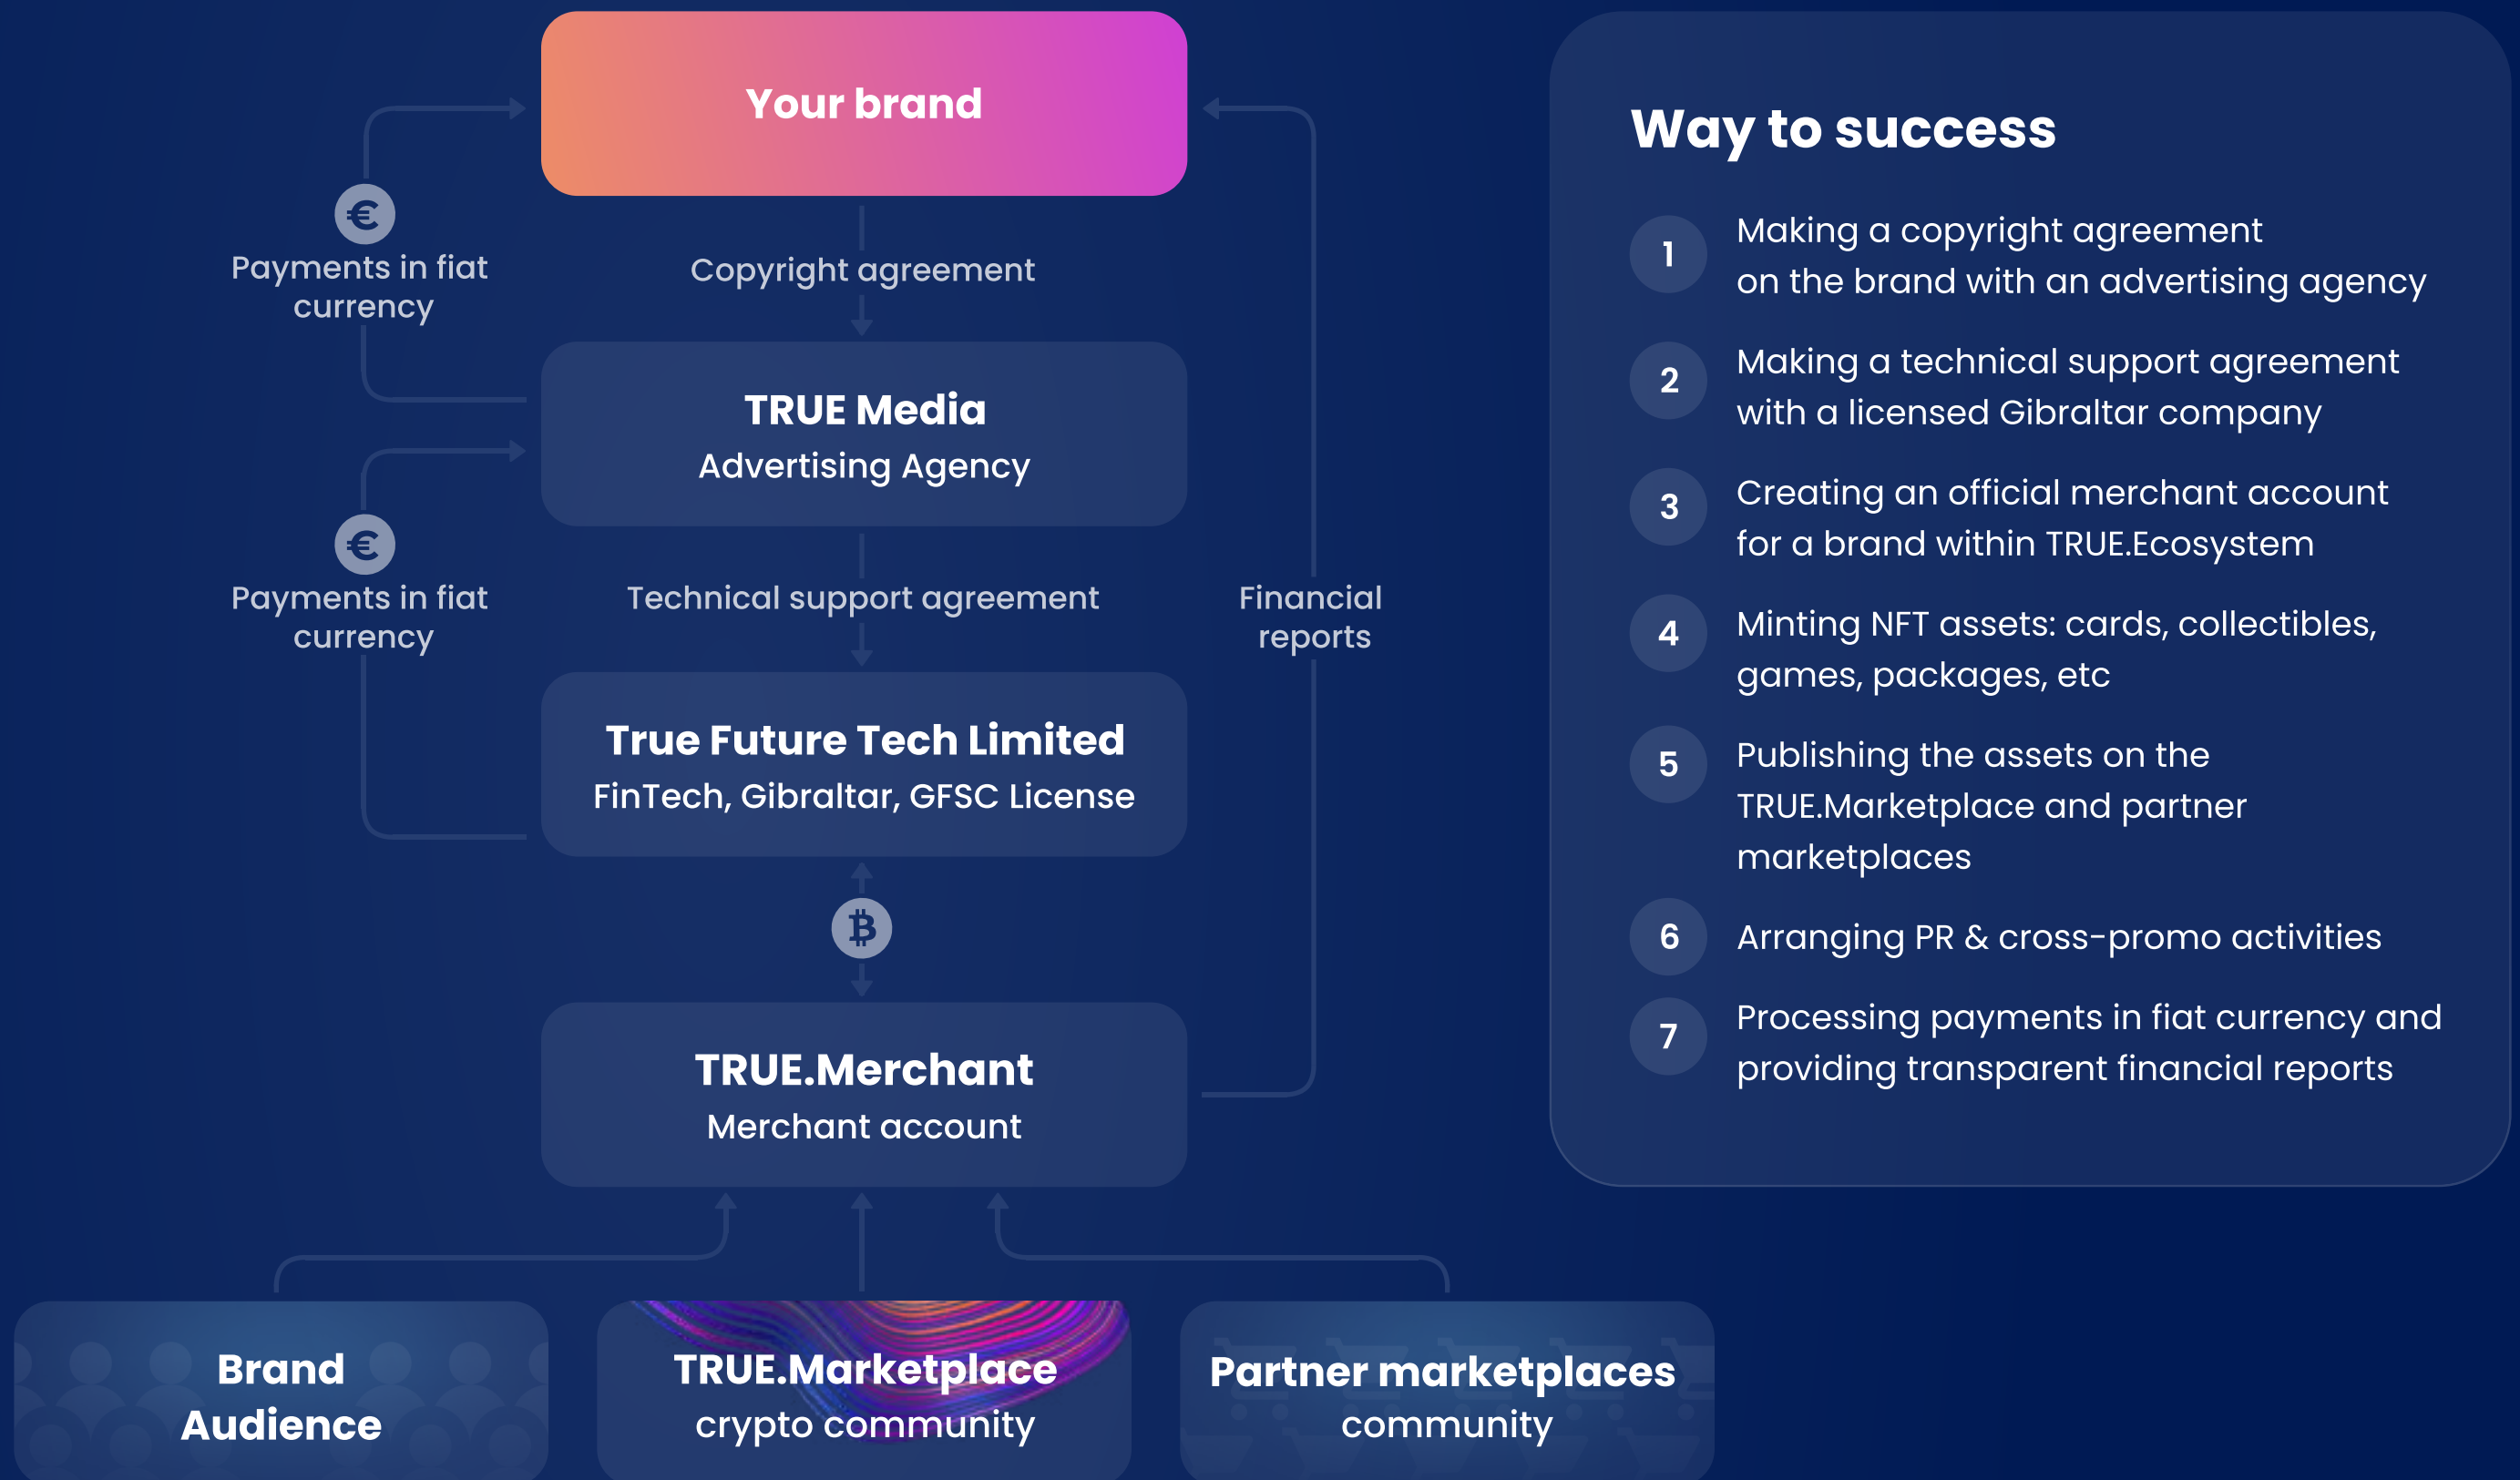 Your brand
€
Payments in fiat
currency
Copyright agreement
TRUE Media
Advertising Agency
€
Payments in fiat
currency
Technical support agreement
Financial
reports
True Future Tech Limited
FinTech, Gibraltar, GFSC License
₿
TRUE.Merchant
Merchant account
Brand
Audience
TRUE.Marketplace
crypto community
Partner marketplaces
community
Way to success
1
Making a copyright agreement
on the brand with an advertising agency
2
Making a technical support agreement
with a licensed Gibraltar company
3
Creating an official merchant account
for a brand within TRUE.Ecosystem
4
Minting NFT assets: cards, collectibles,
games, packages, etc
5
Publishing the assets on the
TRUE.Marketplace and partner
marketplaces
6
Arranging PR & cross-promo activities
7
Processing payments in fiat currency and
providing transparent financial reports